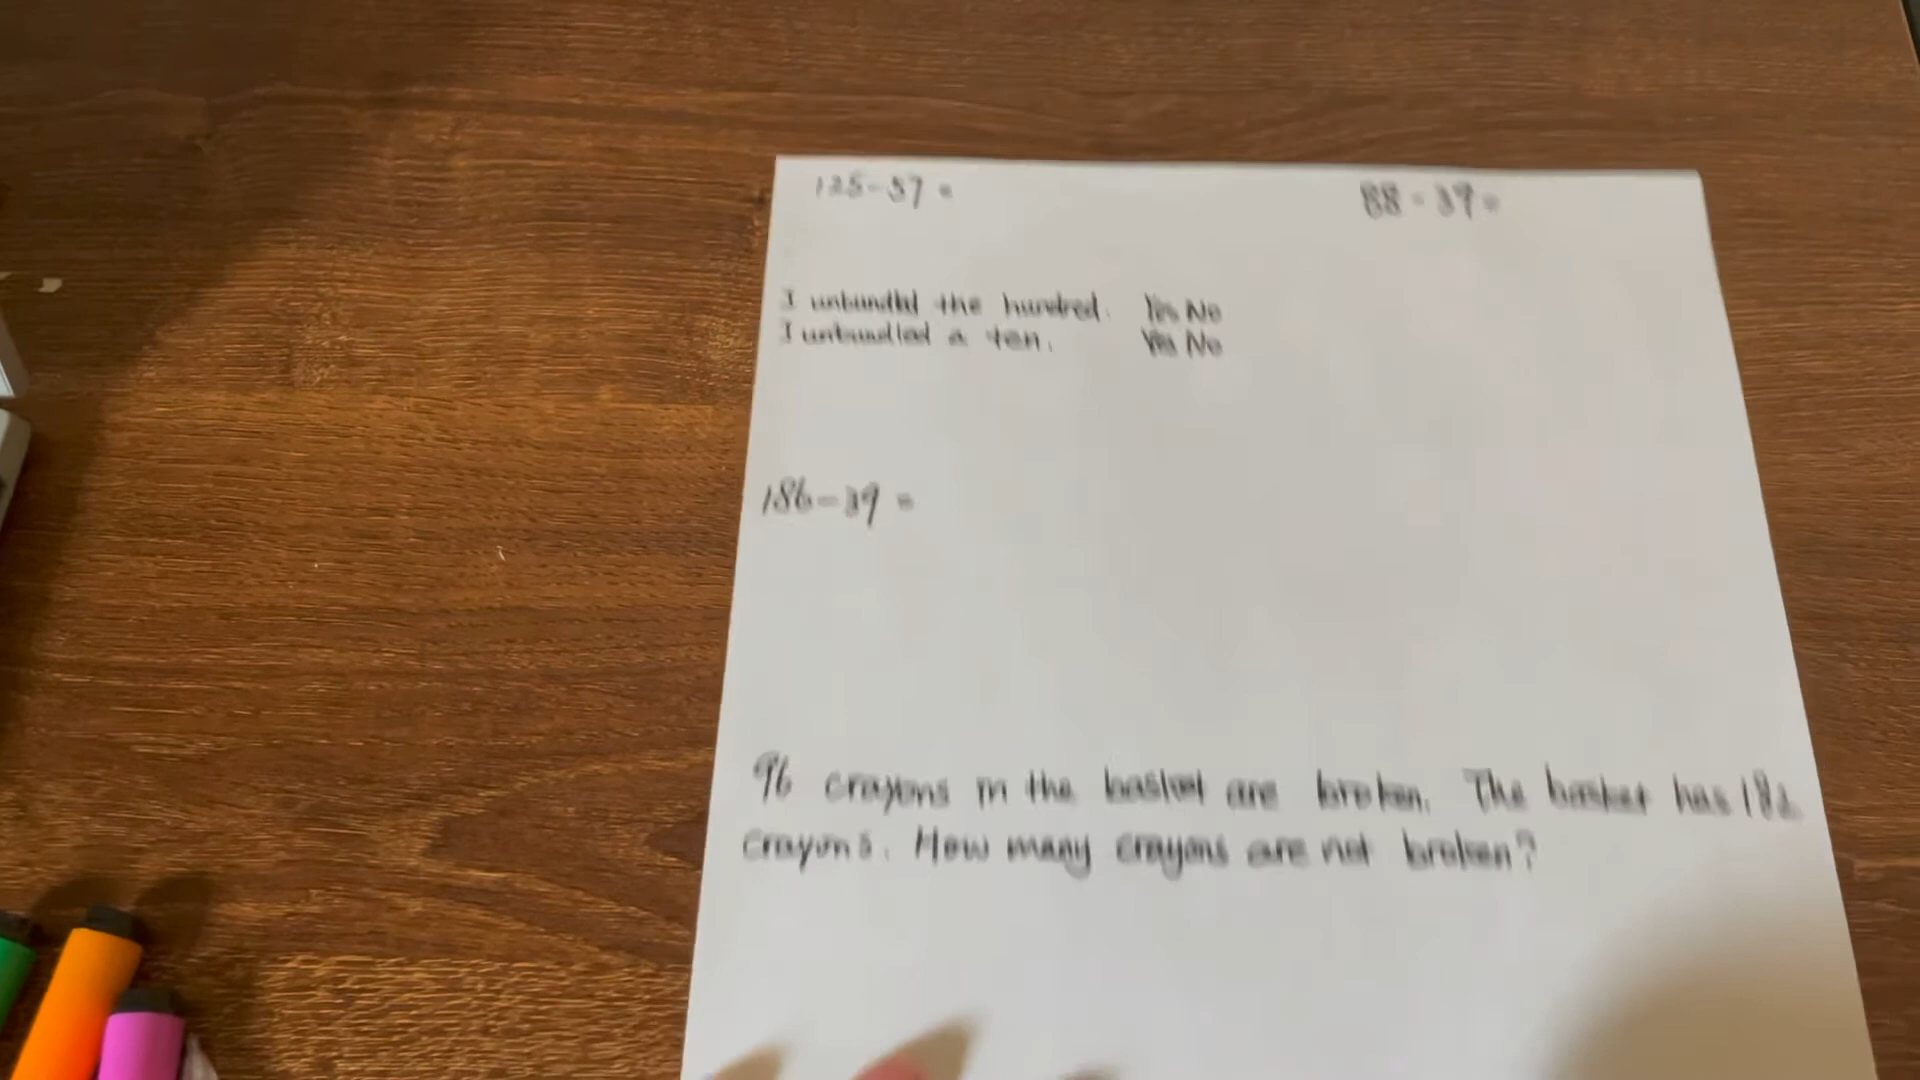 125-57 =
88 - 39 =
I unbundled the hundred. Yes No
I unbundled a ten. Yes No
186-39 =
96 crayons in the basket are broken. The basket has 182
crayons. How many crayons are not broken?